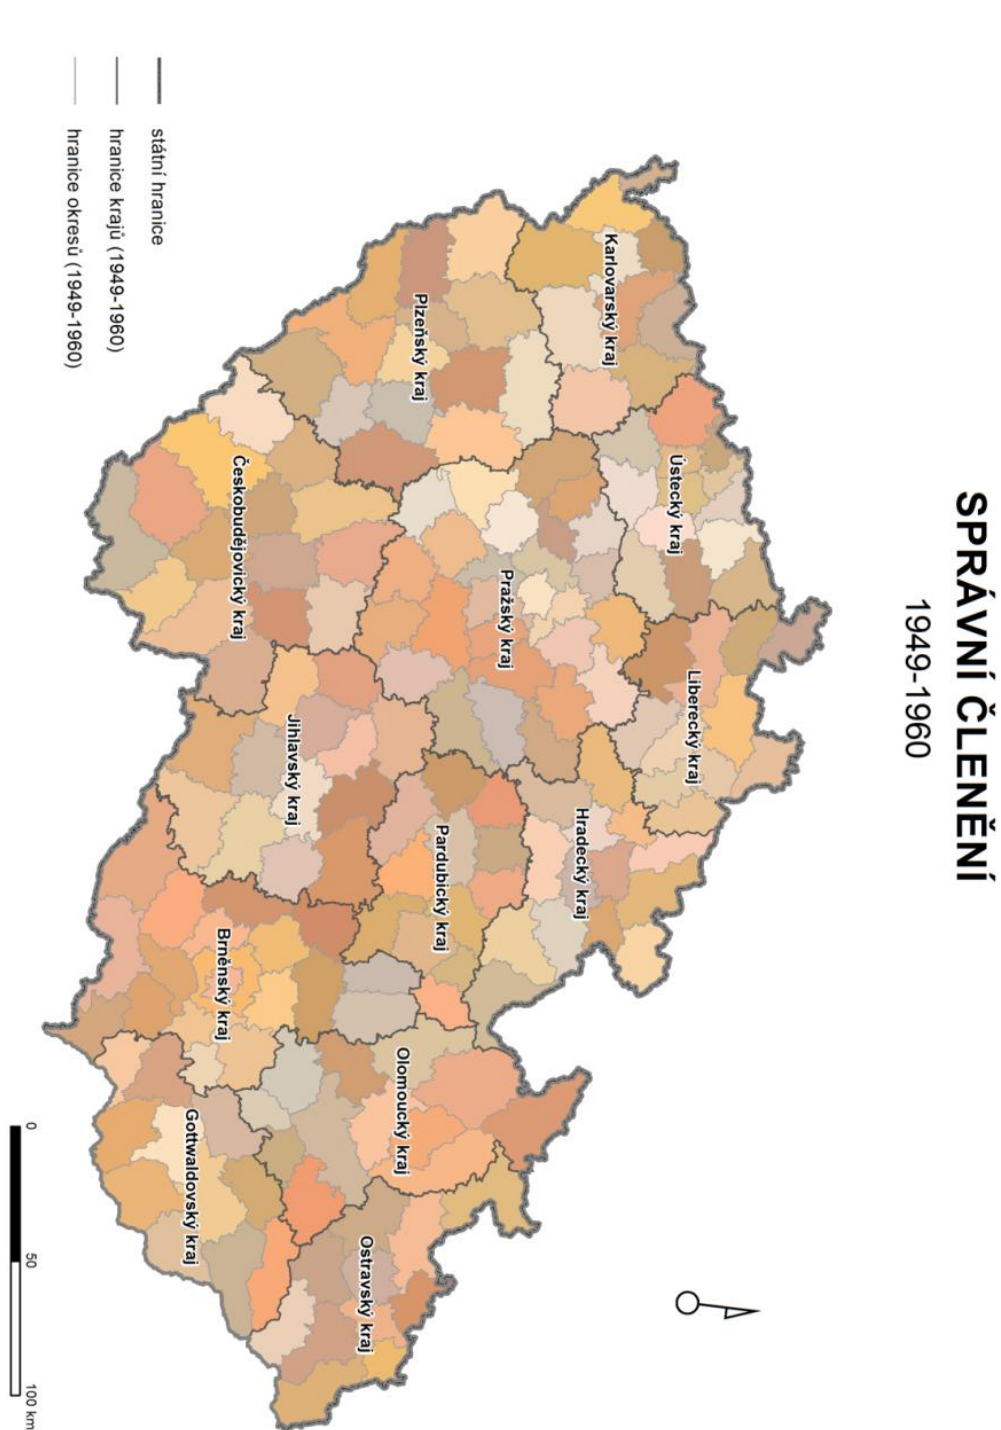 SPRÁVNÍ ČLENĚNÍ
1949-1960
Karlovarský kraj
Ústecký kraj
Liberecký kraj
Hradecký kraj
Plzeňský kraj
Pražský kraj
Pardubický kraj
Olomoucký kraj
Ostravský kraj
Českobudějovický kraj
Jihlavský kraj
Brněnský kraj
Gottwaldovský kraj
státní hranice
hranice krajů (1949-1960)
hranice okresů (1949-1960)
0 50 100 km